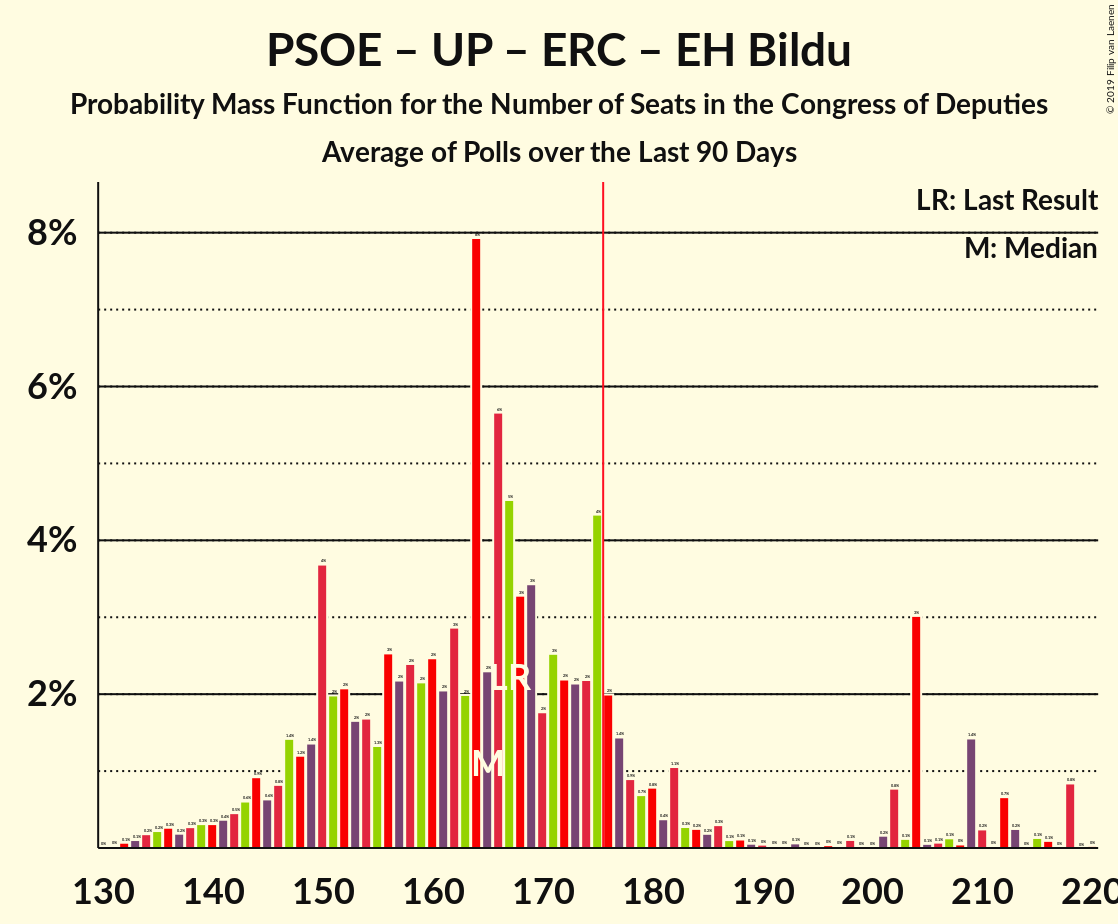 PSOE – UP – ERC – EH Bildu
Probability Mass Function for the Number of Seats in the Congress of Deputies
Average of Polls over the Last 90 Days
© 2019 Filip van Laenen
LR: Last Result
M: Median
8%
6%
4%
2%
LR
M
130 140 150 160 170 180 190 200 210 220